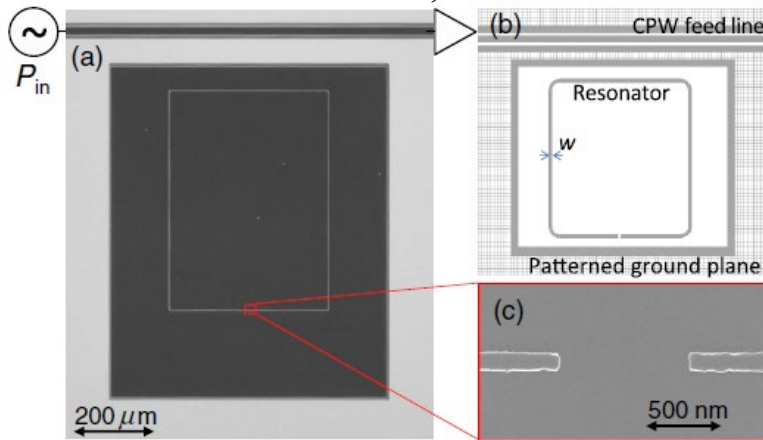 ~
P_in
(a)
200 μm
(b)
CPW feed line
Resonator
w
Patterned ground plane
(c)
500 nm